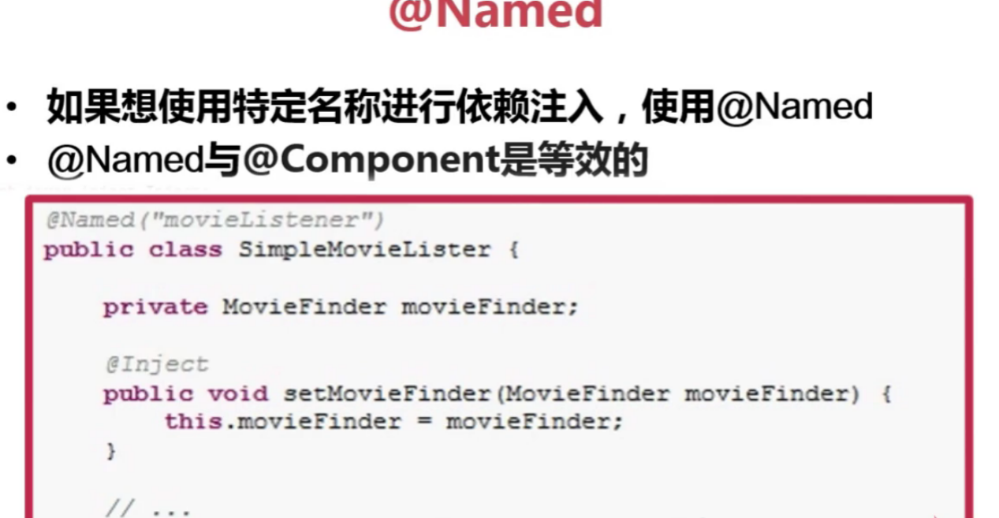 @Named
• 如果想使用特定名称进行依赖注入，使用@Named
• @Named与@Component是等效的
@Named("movieListener")
public class SimpleMovieLister {
private MovieFinder movieFinder;
@Inject
public void setMovieFinder(MovieFinder movieFinder) {
this.movieFinder = movieFinder;
}
// ...